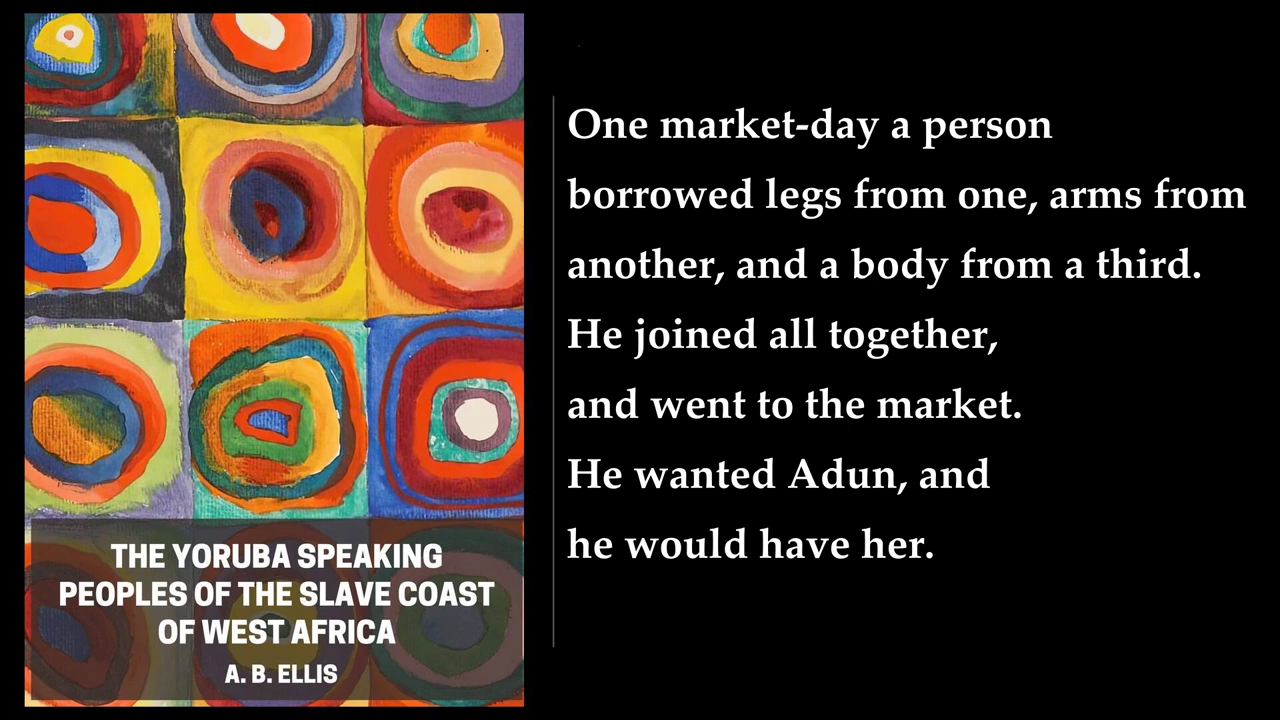 THE YORUBA SPEAKING
PEOPLES OF THE SLAVE COAST
OF WEST AFRICA
A. B. ELLIS
One market-day a person
borrowed legs from one, arms from
another, and a body from a third.
He joined all together,
and went to the market.
He wanted Adun, and
he would have her.